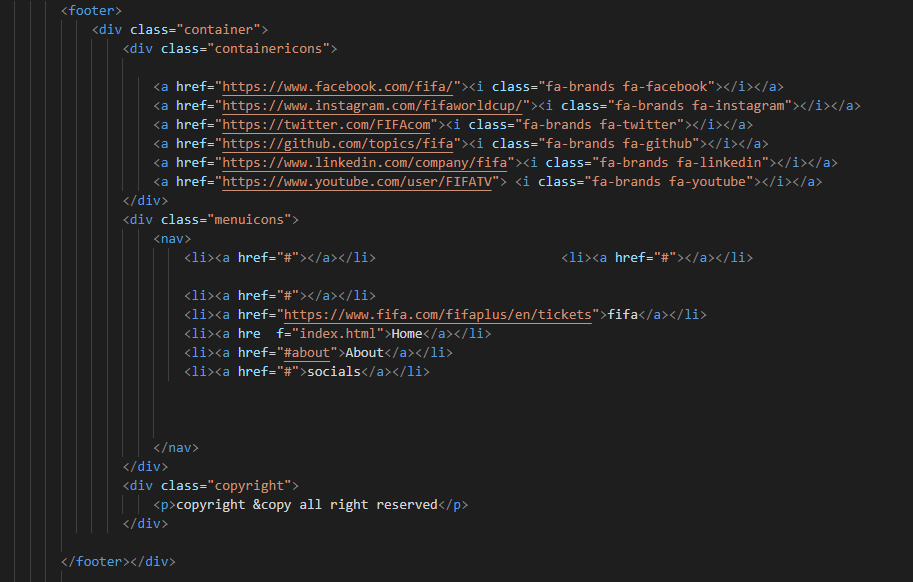 <footer>
<div class="container">
<div class="containericons">
<a href="https://www.facebook.com/fifa/"><i class="fa-brands fa-facebook"></i></a>
<a href="https://www.instagram.com/fifaworldcup/"><i class="fa-brands fa-instagram"></i></a>
<a href="https://twitter.com/FIFAcom"><i class="fa-brands fa-twitter"></i></a>
<a href="https://github.com/topics/fifa"><i class="fa-brands fa-github"></i></a>
<a href="https://www.linkedin.com/company/fifa"><i class="fa-brands fa-linkedin"></i></a>
<a href="https://www.youtube.com/user/FIFATV"> <i class="fa-brands fa-youtube"></i></a>
</div>
<div class="menuicons">
<nav>
<li><a href="#"></a></li> <li><a href="#"></a></li>
<li><a href="#"></a></li>
<li><a href="https://www.fifa.com/fifaplus/en/tickets">fifa</a></li>
<li><a hre  f="index.html">Home</a></li>
<li><a href="#about">About</a></li>
<li><a href="#">socials</a></li>
</nav>
</div>
<div class="copyright">
<p>copyright &copy all right reserved</p>
</div>
</footer></div>